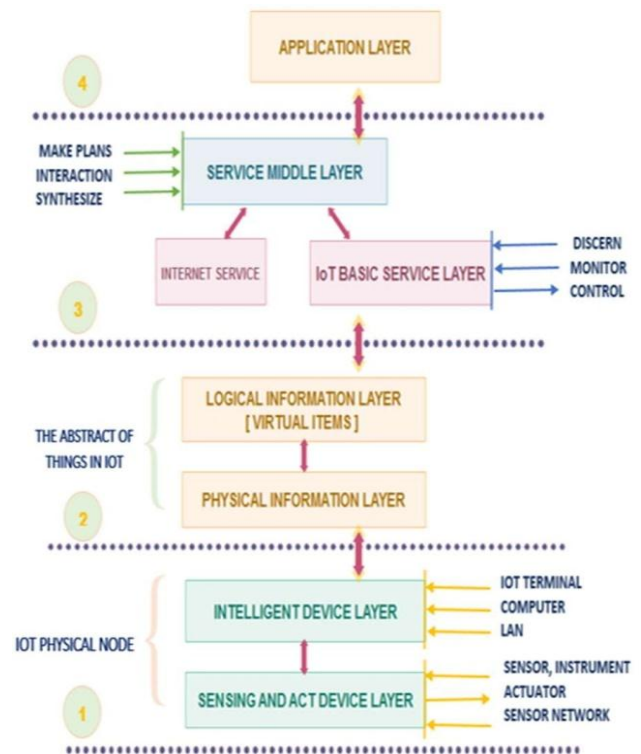 APPLICATION LAYER
4
MAKE PLANS
INTERACTION
SYNTHESIZE
SERVICE MIDDLE LAYER
INTERNET SERVICE
IoT BASIC SERVICE LAYER
DISCERN
MONITOR
CONTROL
3
LOGICAL INFORMATION LAYER
[ VIRTUAL ITEMS ]
THE ABSTRACT OF
THINGS IN IOT
PHYSICAL INFORMATION LAYER
2
INTELLIGENT DEVICE LAYER
IOT TERMINAL
COMPUTER
LAN
IOT PHYSICAL NODE
SENSING AND ACT DEVICE LAYER
SENSOR, INSTRUMENT
ACTUATOR
SENSOR NETWORK
1